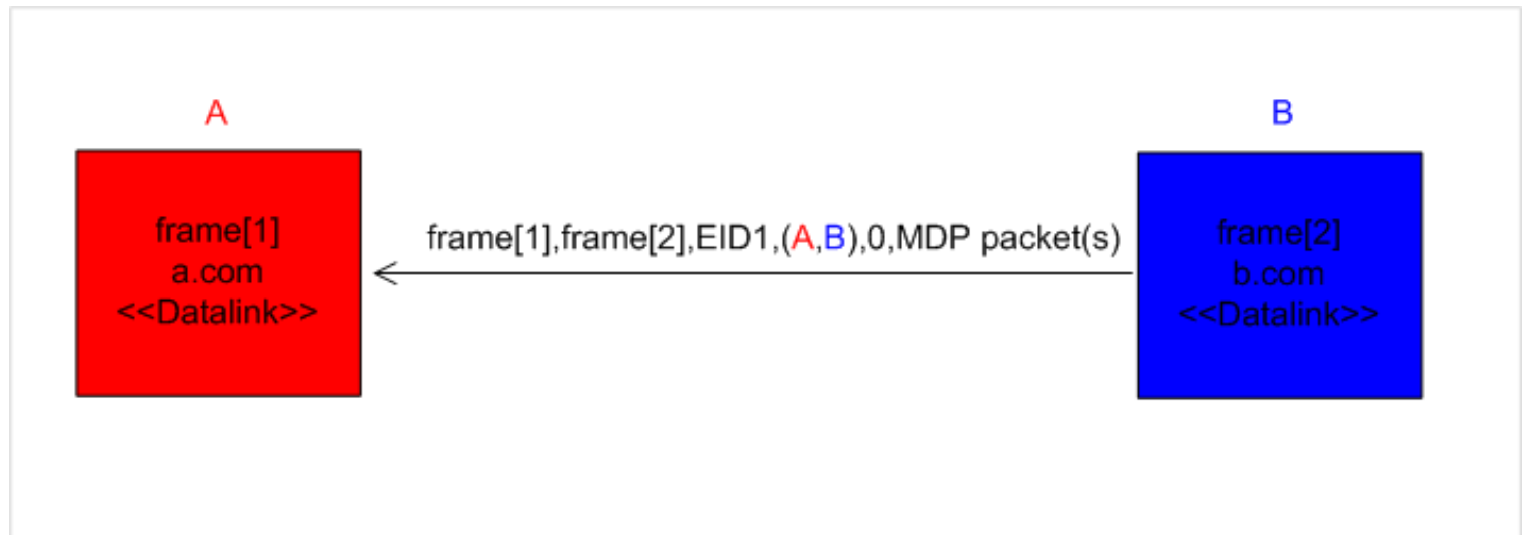 A
B
frame[1]
a.com
<<Datalink>>
frame[1],frame[2],EID1,(A,B),0,MDP packet(s)
frame[2]
b.com
<<Datalink>>